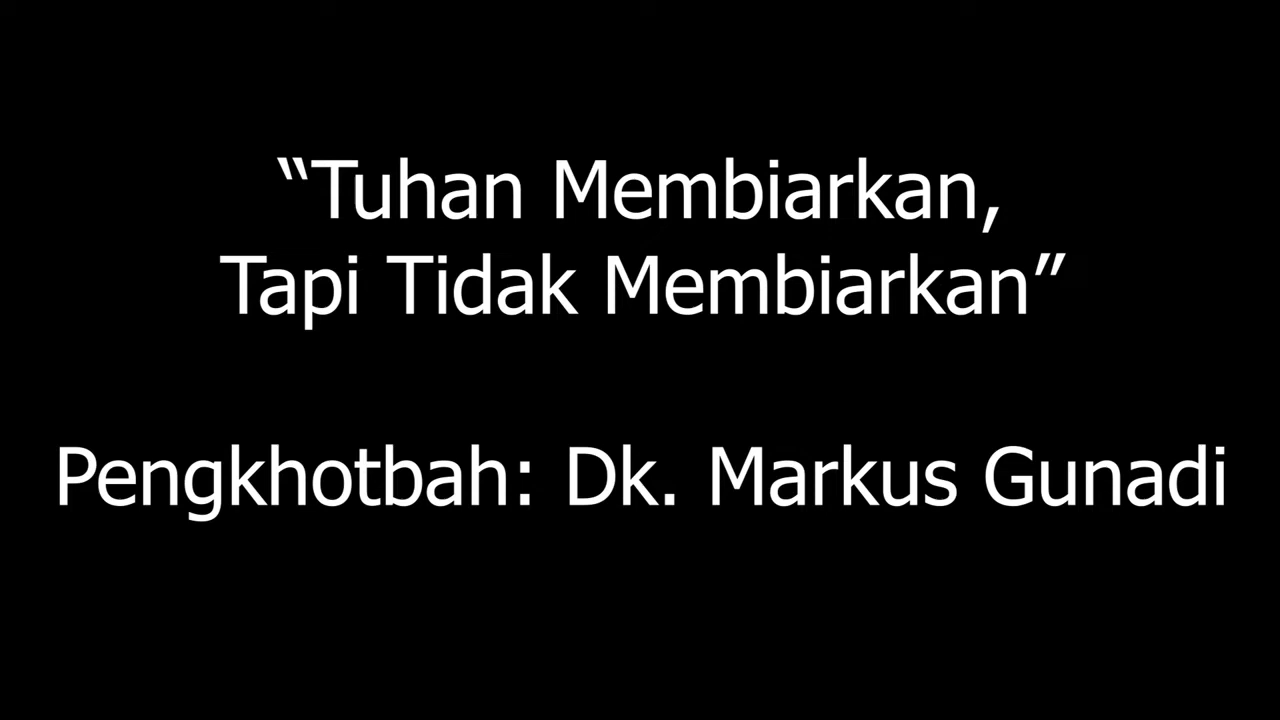 “Tuhan Membiarkan,
Tapi Tidak Membiarkan”
Pengkhotbah: Dk. Markus Gunadi